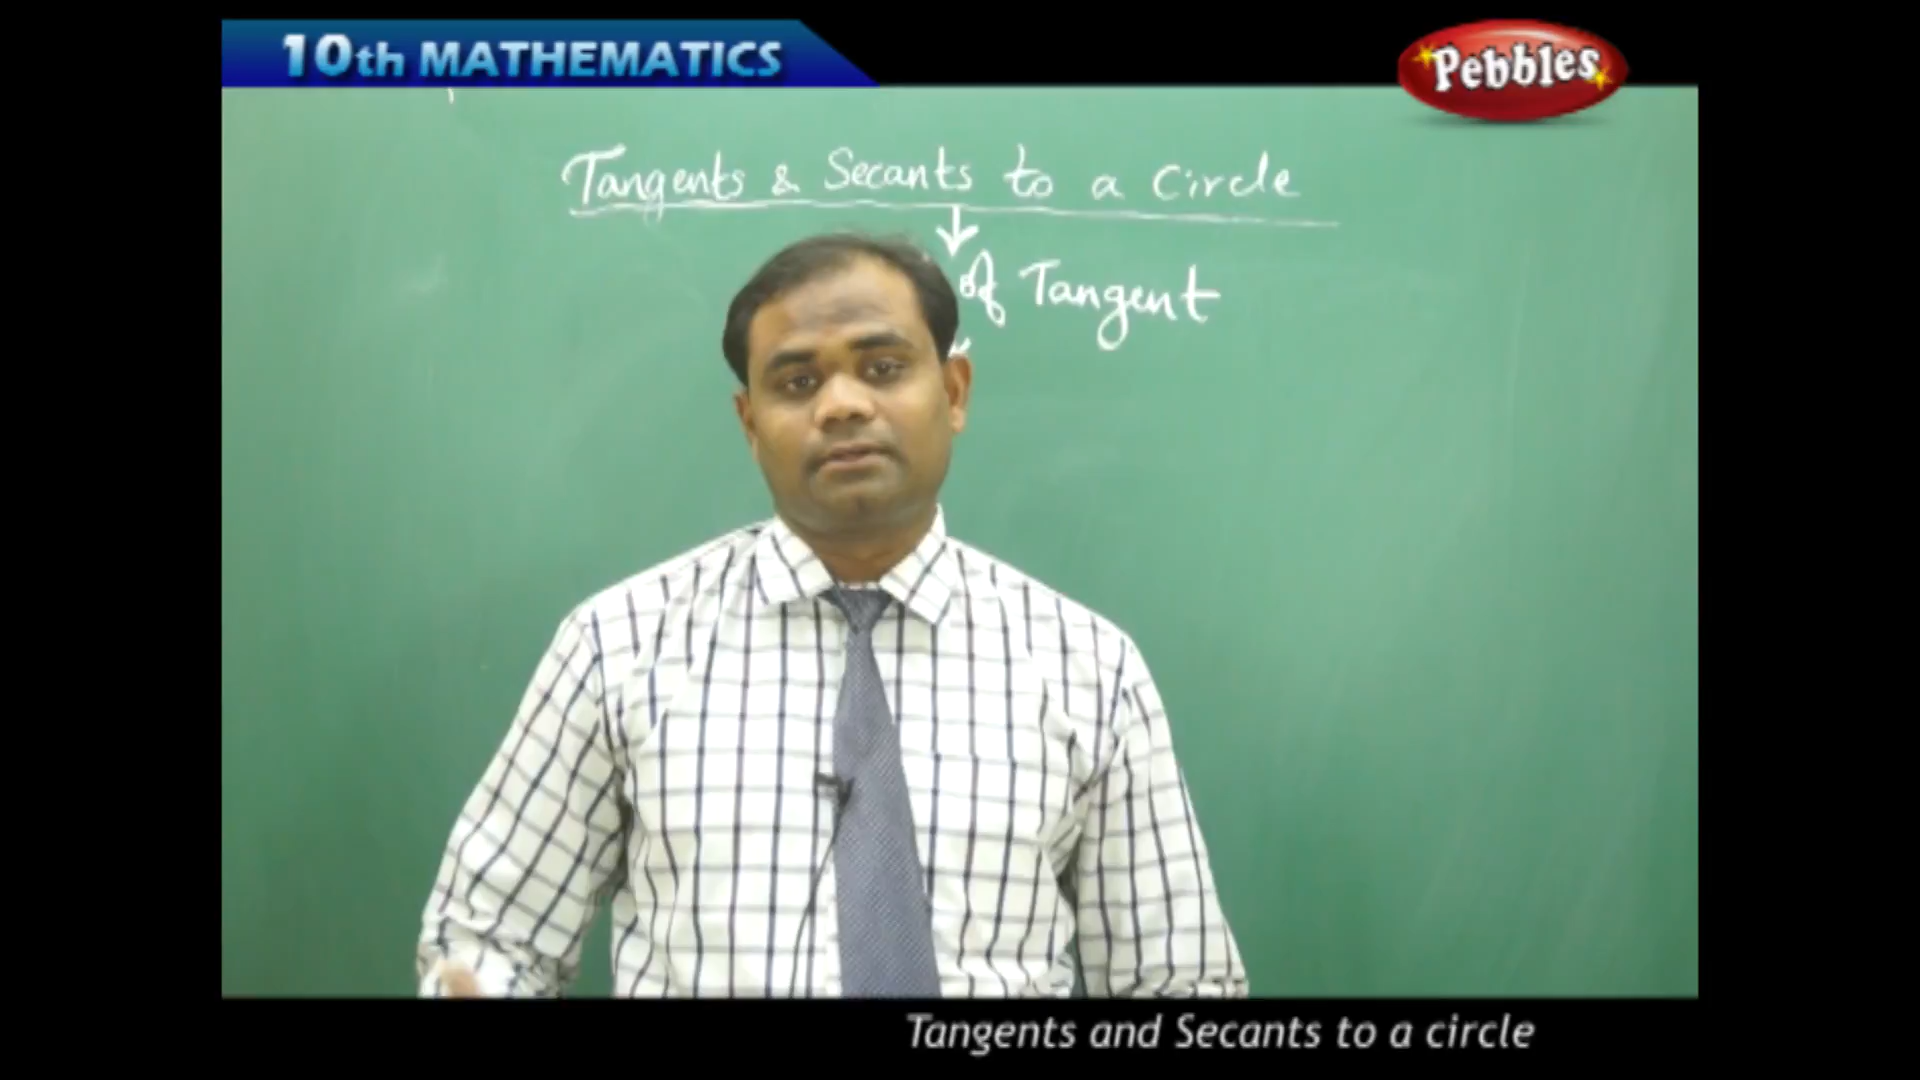 10th MATHEMATICS
Pebbles
Tangents & Secants to a Circle
of Tangent
Tangents and Secants to a circle